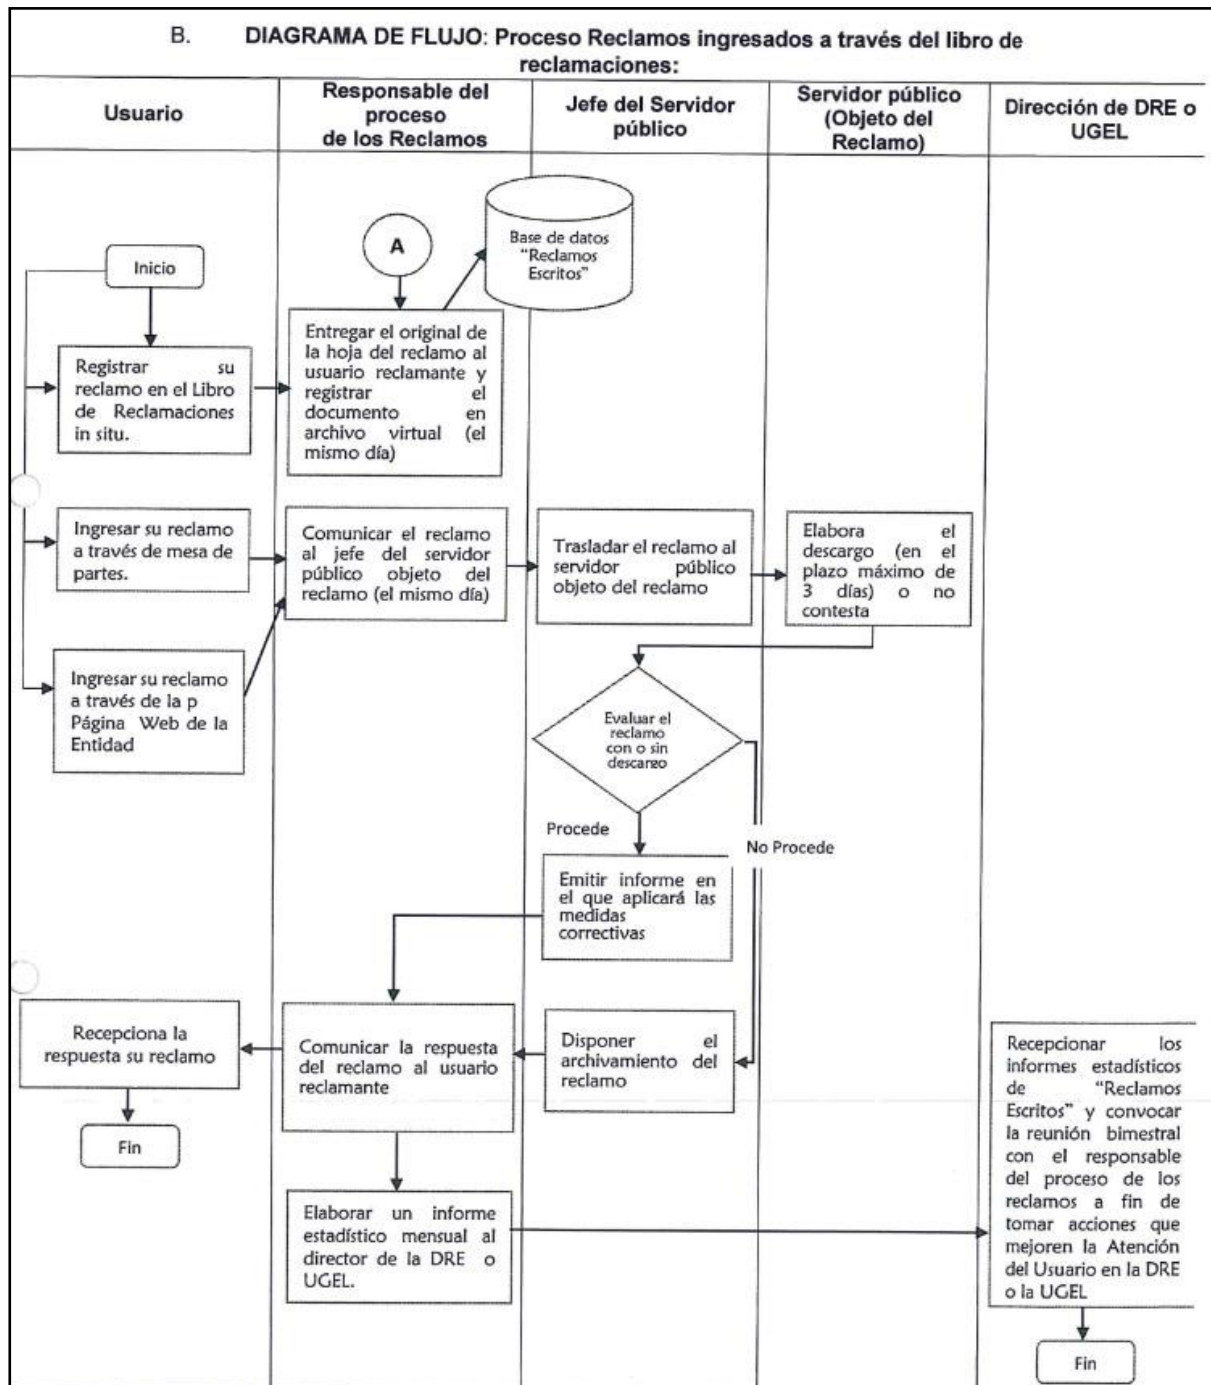 B. DIAGRAMA DE FLUJO: Proceso Reclamos ingresados a través del libro de
reclamaciones:
Usuario
Responsable del
proceso
de los Reclamos
Jefe del Servidor
público
Servidor público
(Objeto del
Reclamo)
Dirección de DRE o
UGEL
Inicio
A
Base de datos
“Reclamos
Escritos”
Registrar su
reclamo en el Libro
de Reclamaciones
in situ.
Entregar el original de
la hoja del reclamo al
usuario reclamante y
registrar el
documento en
archivo virtual (el
mismo día)
Ingresar su reclamo
a través de mesa de
partes.
Comunicar el reclamo
al jefe del servidor
público objeto del
reclamo (el mismo día)
Trasladar el reclamo al
servidor público
objeto del reclamo
Elabora el
descargo (en el
plazo máximo de
3 días) o no
contesta
Ingresar su reclamo
a través de la p
Página Web de la
Entidad
Evaluar el
reclamo
con o sin
descargo
Procede
No Procede
Emitir informe en
el que aplicará las
medidas
correctivas
Recepciona la
respuesta su reclamo
Comunicar la respuesta
del reclamo al usuario
reclamante
Disponer el
archivamiento del
reclamo
Recepcionar los
informes estadísticos
de “Reclamos
Escritos” y convocar
la reunión bimestral
con el responsable
del proceso de los
reclamos a fin de
tomar acciones que
mejoren la Atención
del Usuario en la DRE
o la UGEL
Fin
Elaborar un informe
estadístico mensual al
director de la DRE o
UGEL.
Fin